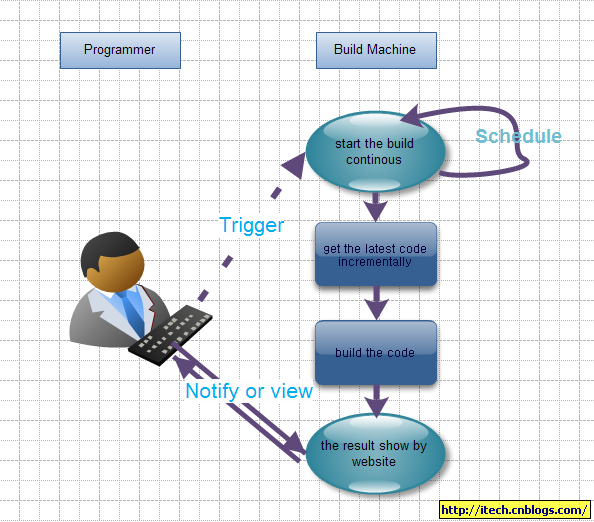 Programmer
Build Machine
start the build
continous
Schedule
Trigger
get the latest code
incrementally
build the code
Notify or view
the result show by
website
http://itech.cnblogs.com/